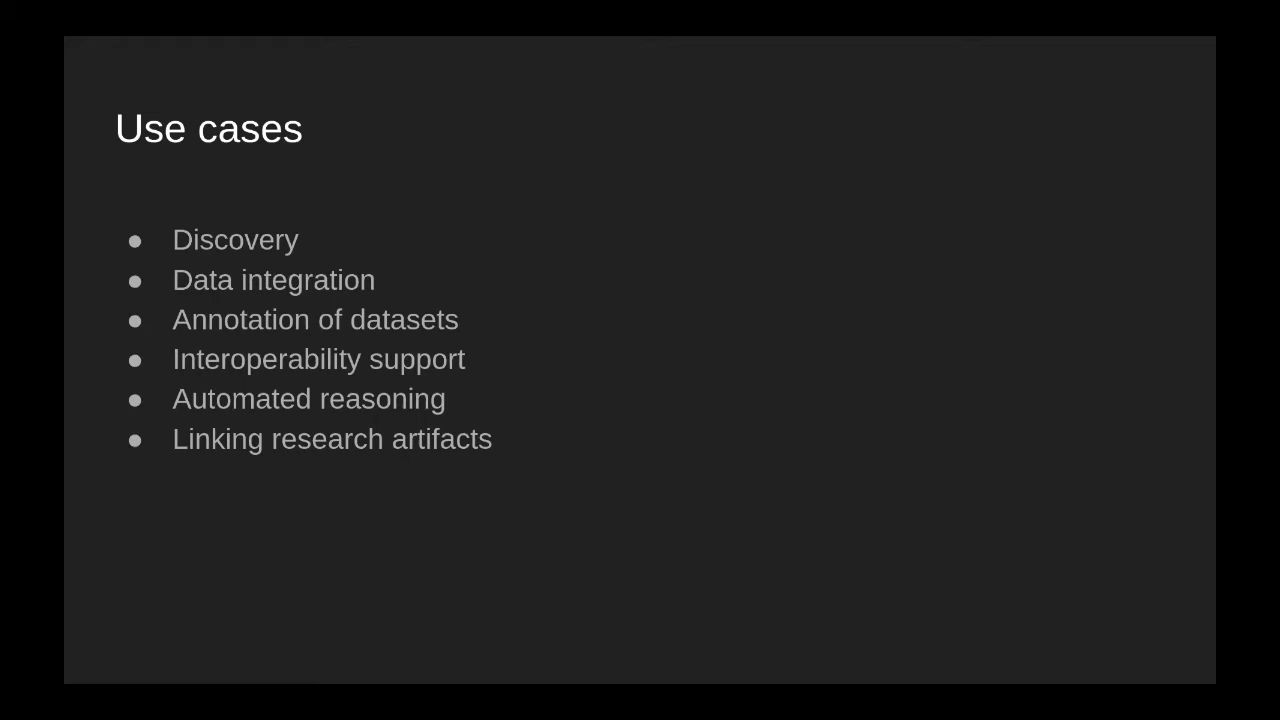 Use cases
● Discovery
● Data integration
● Annotation of datasets
● Interoperability support
● Automated reasoning
● Linking research artifacts